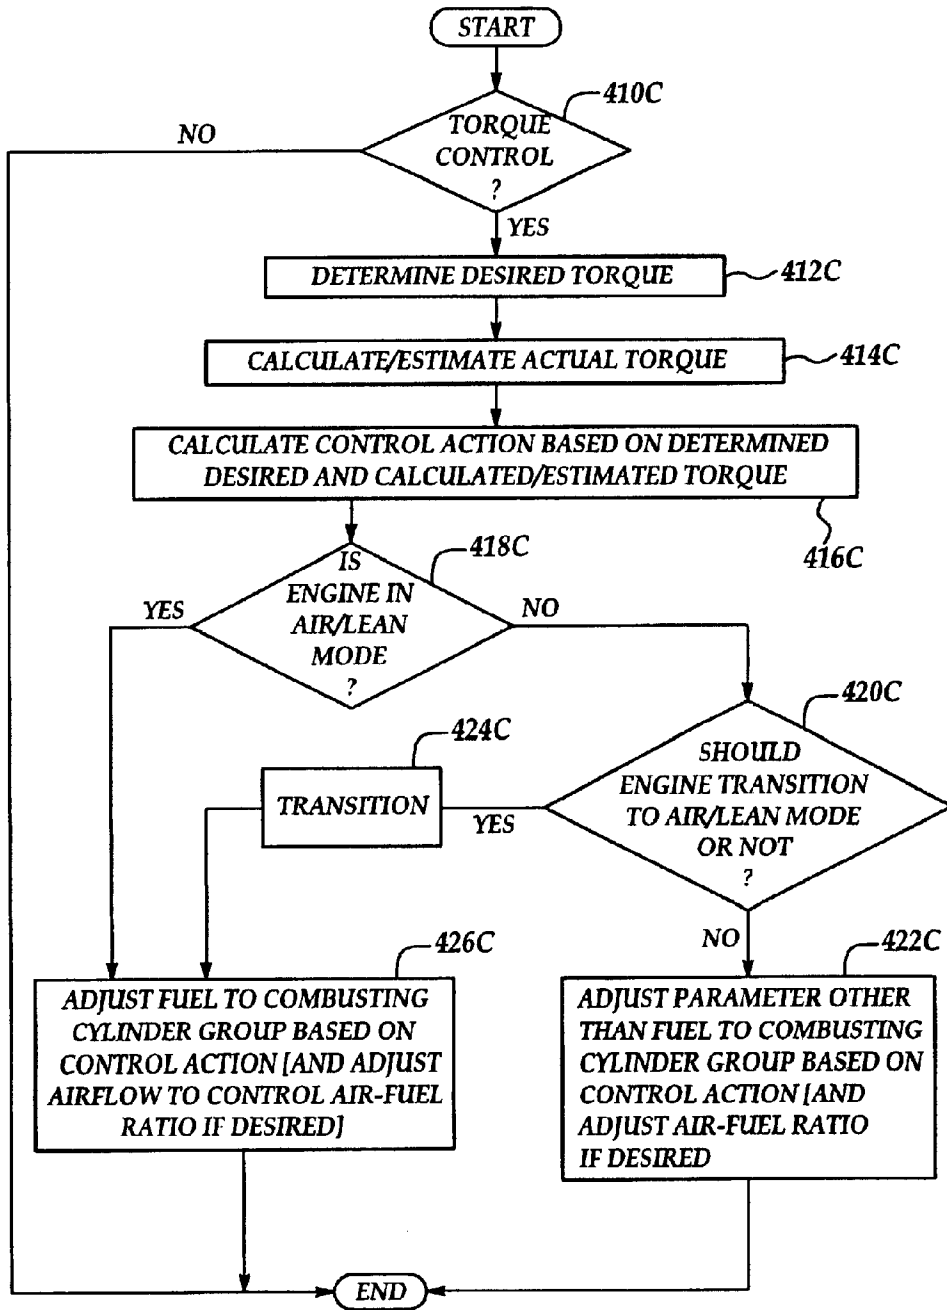 START
410C
NO
TORQUE
CONTROL
?
YES
DETERMINE DESIRED TORQUE
412C
CALCULATE/ESTIMATE ACTUAL TORQUE
414C
CALCULATE CONTROL ACTION BASED ON DETERMINED
DESIRED AND CALCULATED/ESTIMATED TORQUE
416C
418C
IS
ENGINE IN
AIR/LEAN
MODE
?
YES
NO
420C
424C
SHOULD
ENGINE TRANSITION
TO AIR/LEAN MODE
OR NOT
?
TRANSITION
YES
NO
426C
422C
ADJUST FUEL TO COMBUSTING
CYLINDER GROUP BASED ON
CONTROL ACTION [AND ADJUST
AIRFLOW TO CONTROL AIR-FUEL
RATIO IF DESIRED]
ADJUST PARAMETER OTHER
THAN FUEL TO COMBUSTING
CYLINDER GROUP BASED ON
CONTROL ACTION [AND
ADJUST AIR-FUEL RATIO
IF DESIRED
END